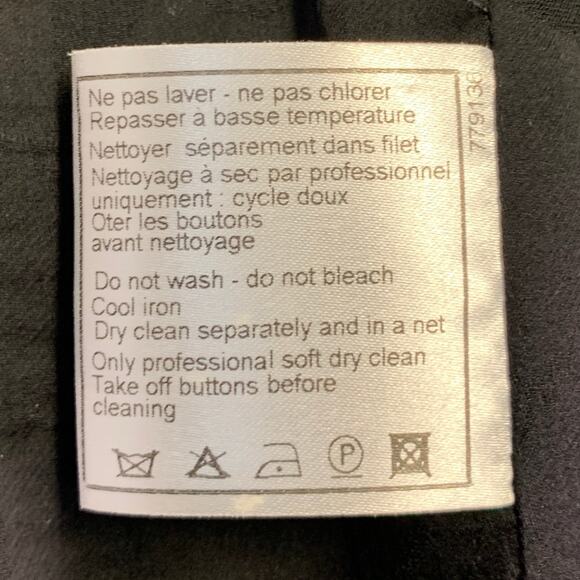 Ne pas laver - ne pas chlorer
Repasser à basse temperature
Nettoyer séparement dans filet
Nettoyage à sec par professionnel
uniquement : cycle doux
Oter les boutons
avant nettoyage
Do not wash - do not bleach
Cool iron
Dry clean separately and in a net
Only professional soft dry clean
Take off buttons before
cleaning
P